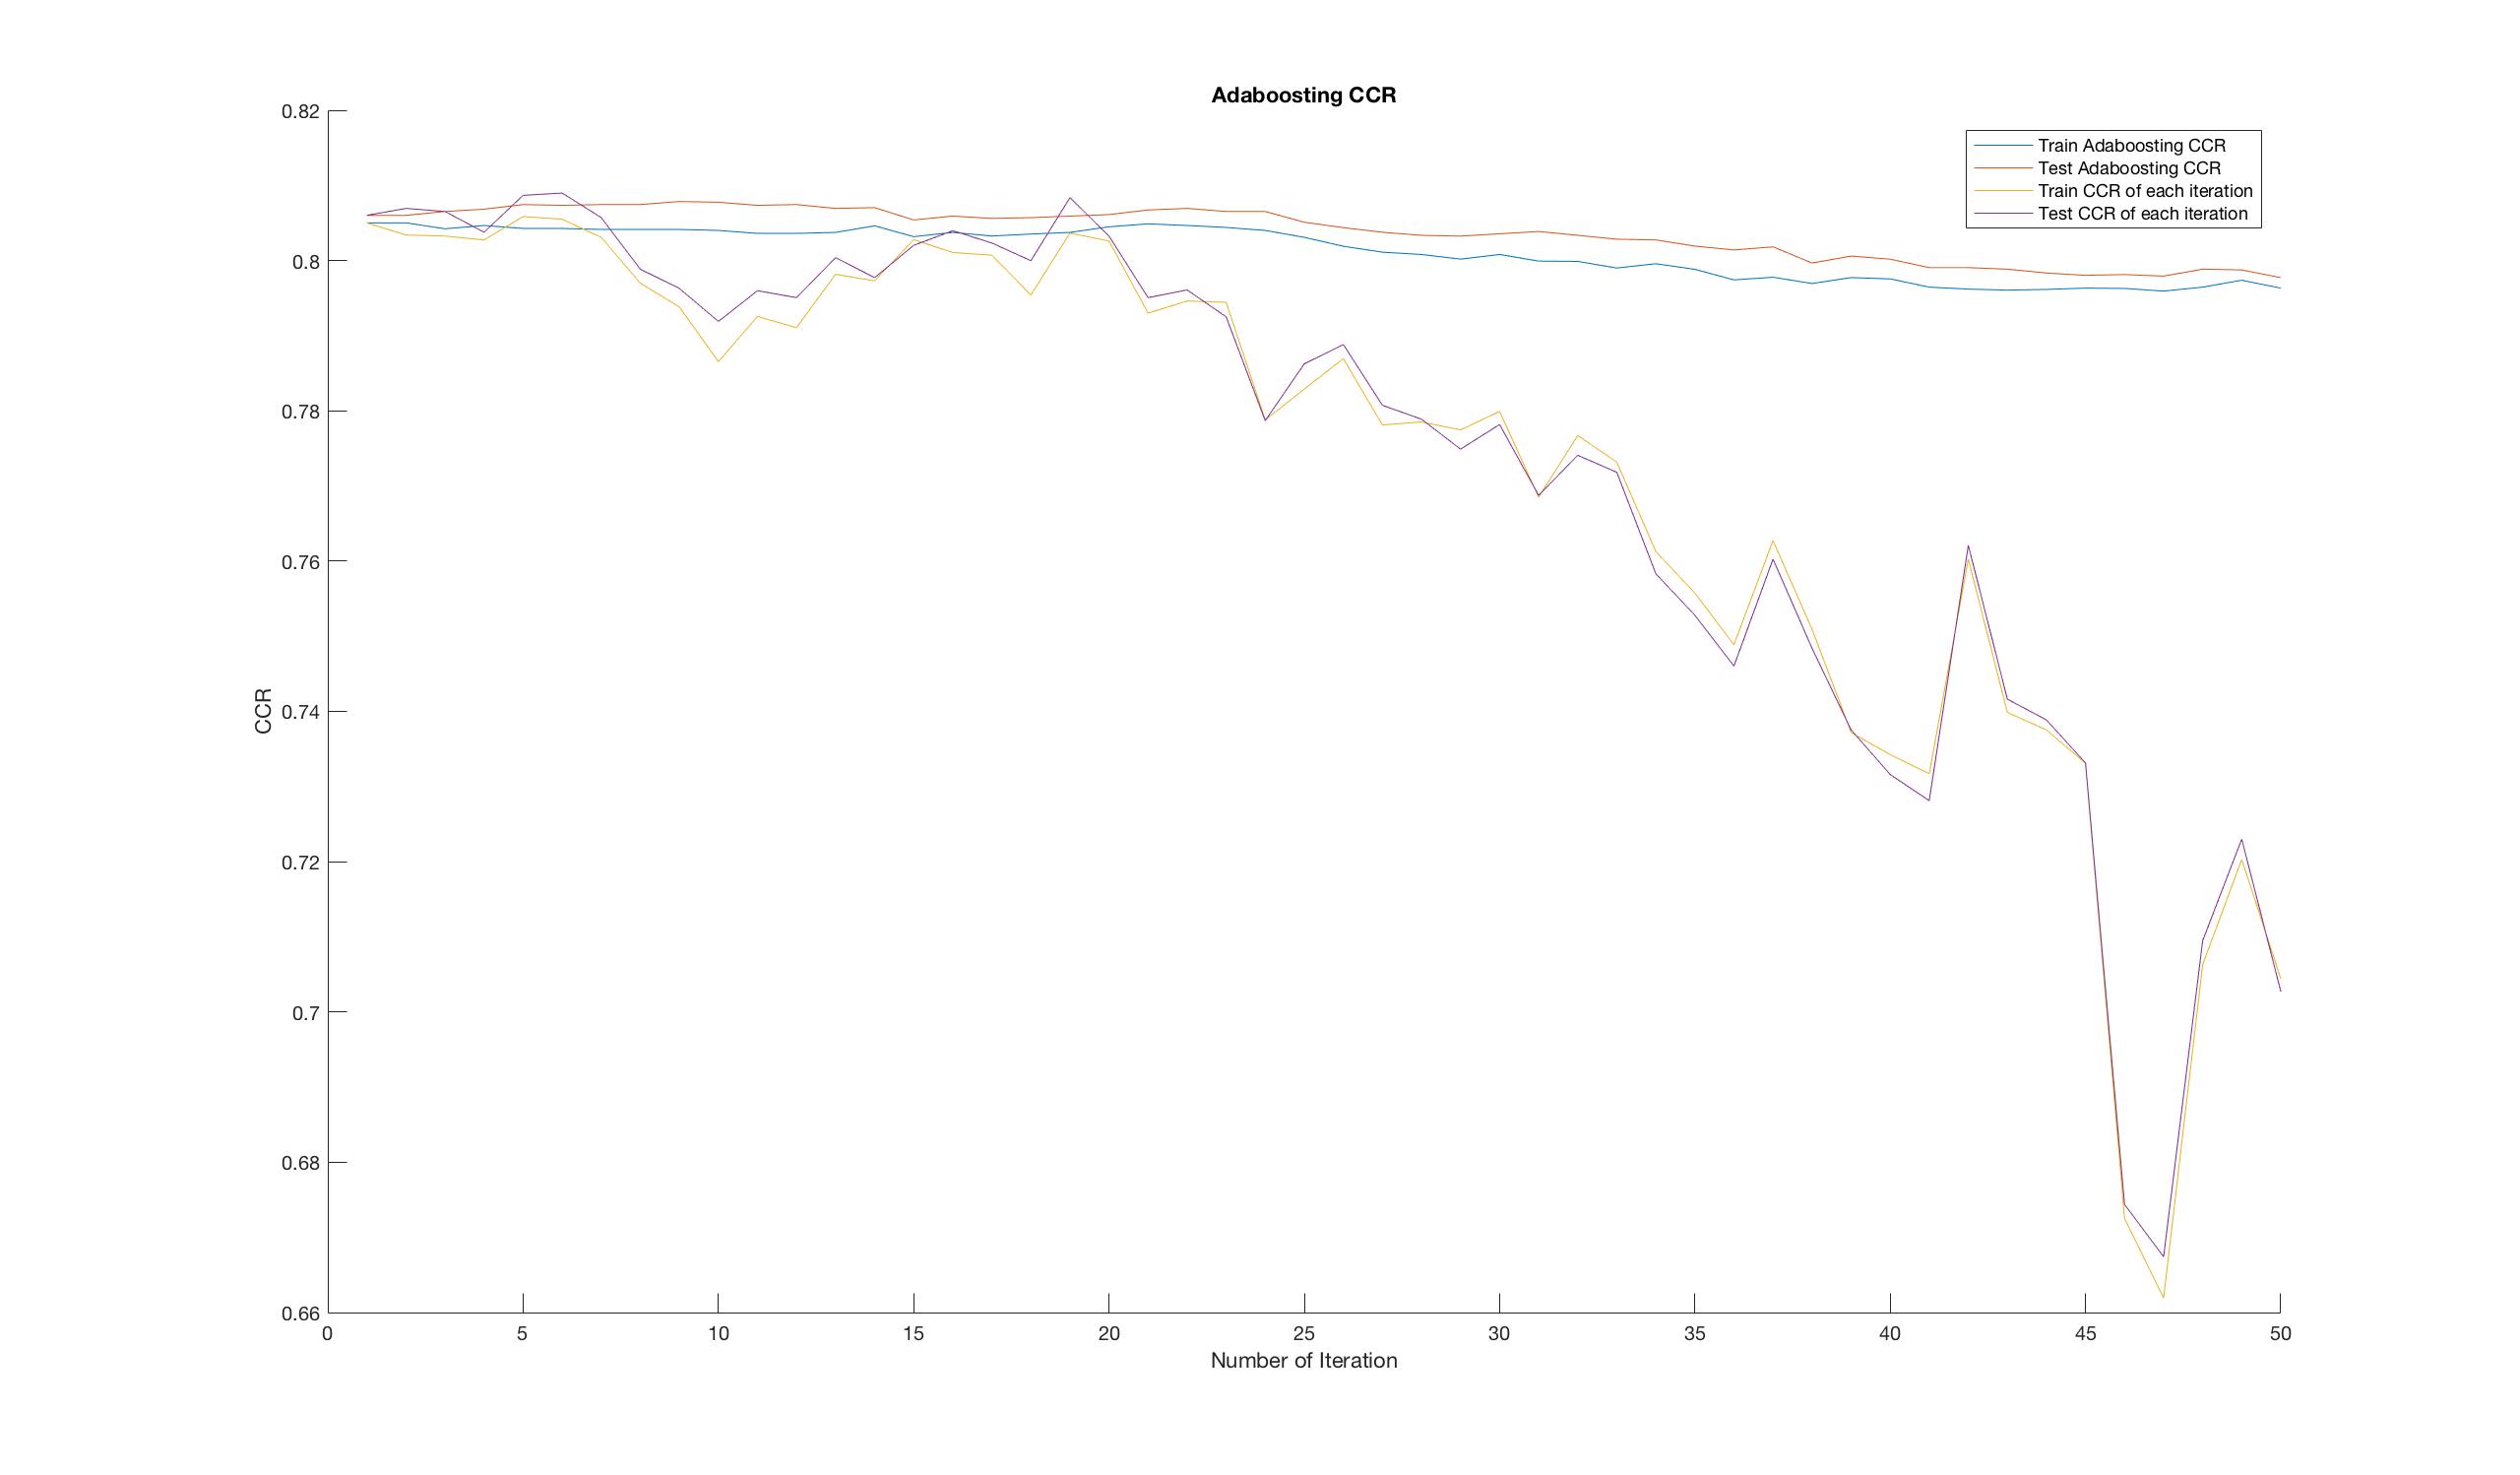 Adaboosting CCR
0.82
0.8
0.78
0.76
0.74
0.72
0.7
0.68
0.66
CCR
Train Adaboosting CCR
Test Adaboosting CCR
Train CCR of each iteration
Test CCR of each iteration
0 5 10 15 20 25 30 35 40 45 50
Number of Iteration